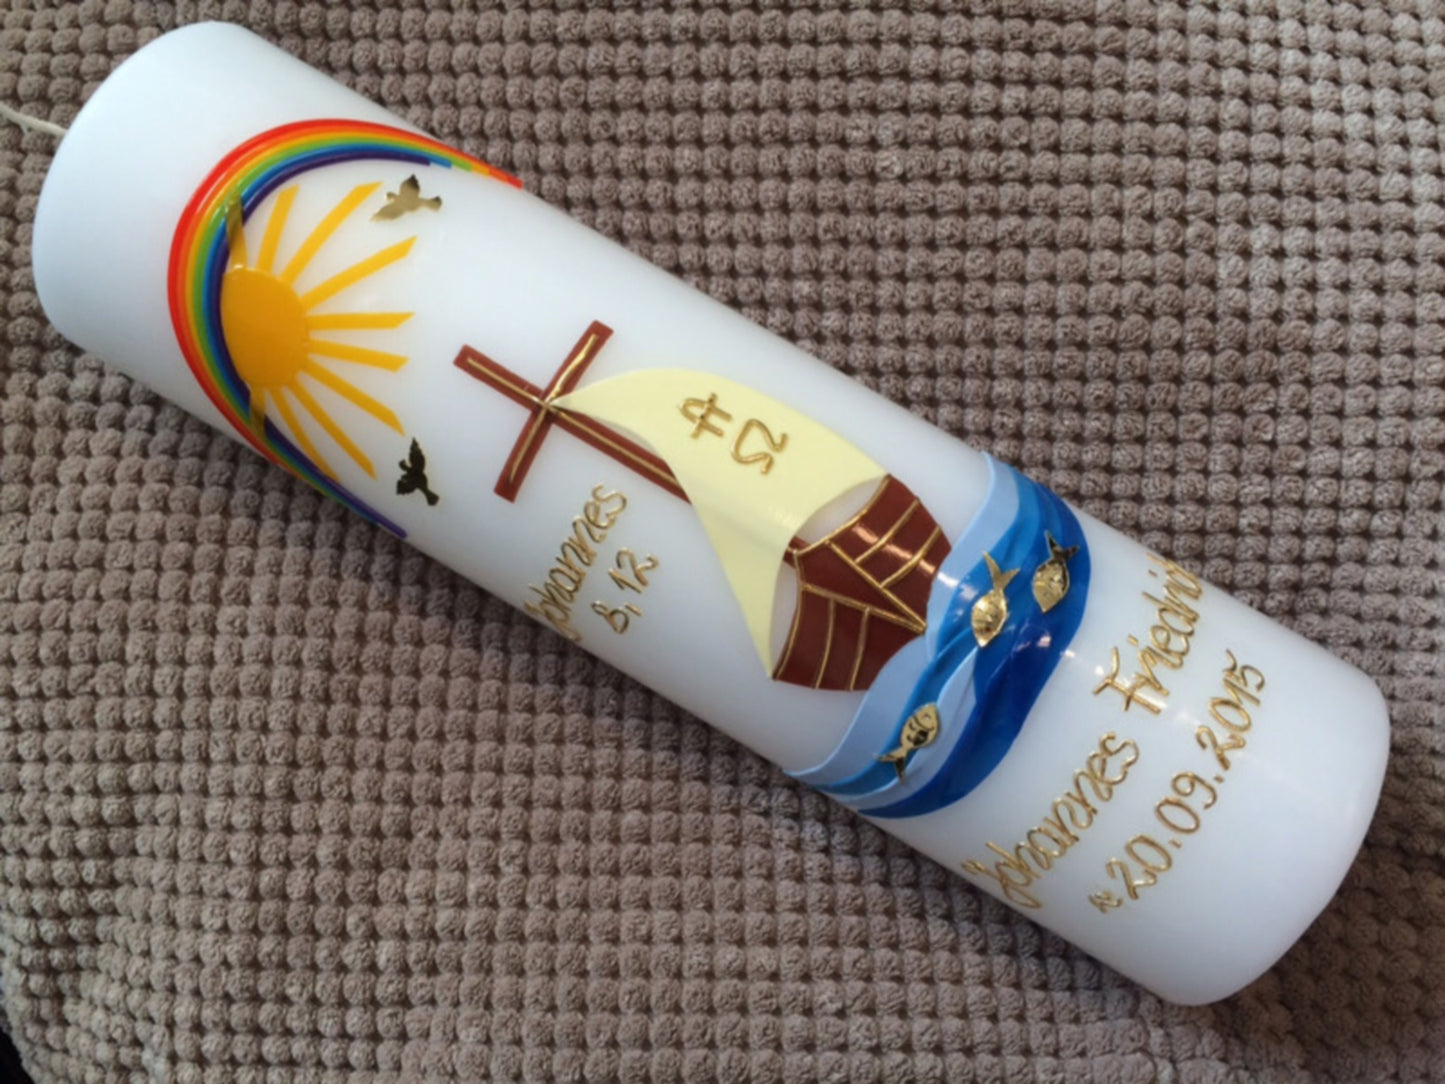 Α Ω
Johannes
8, 12
Johannes Friedrich
~ 20.09.2015